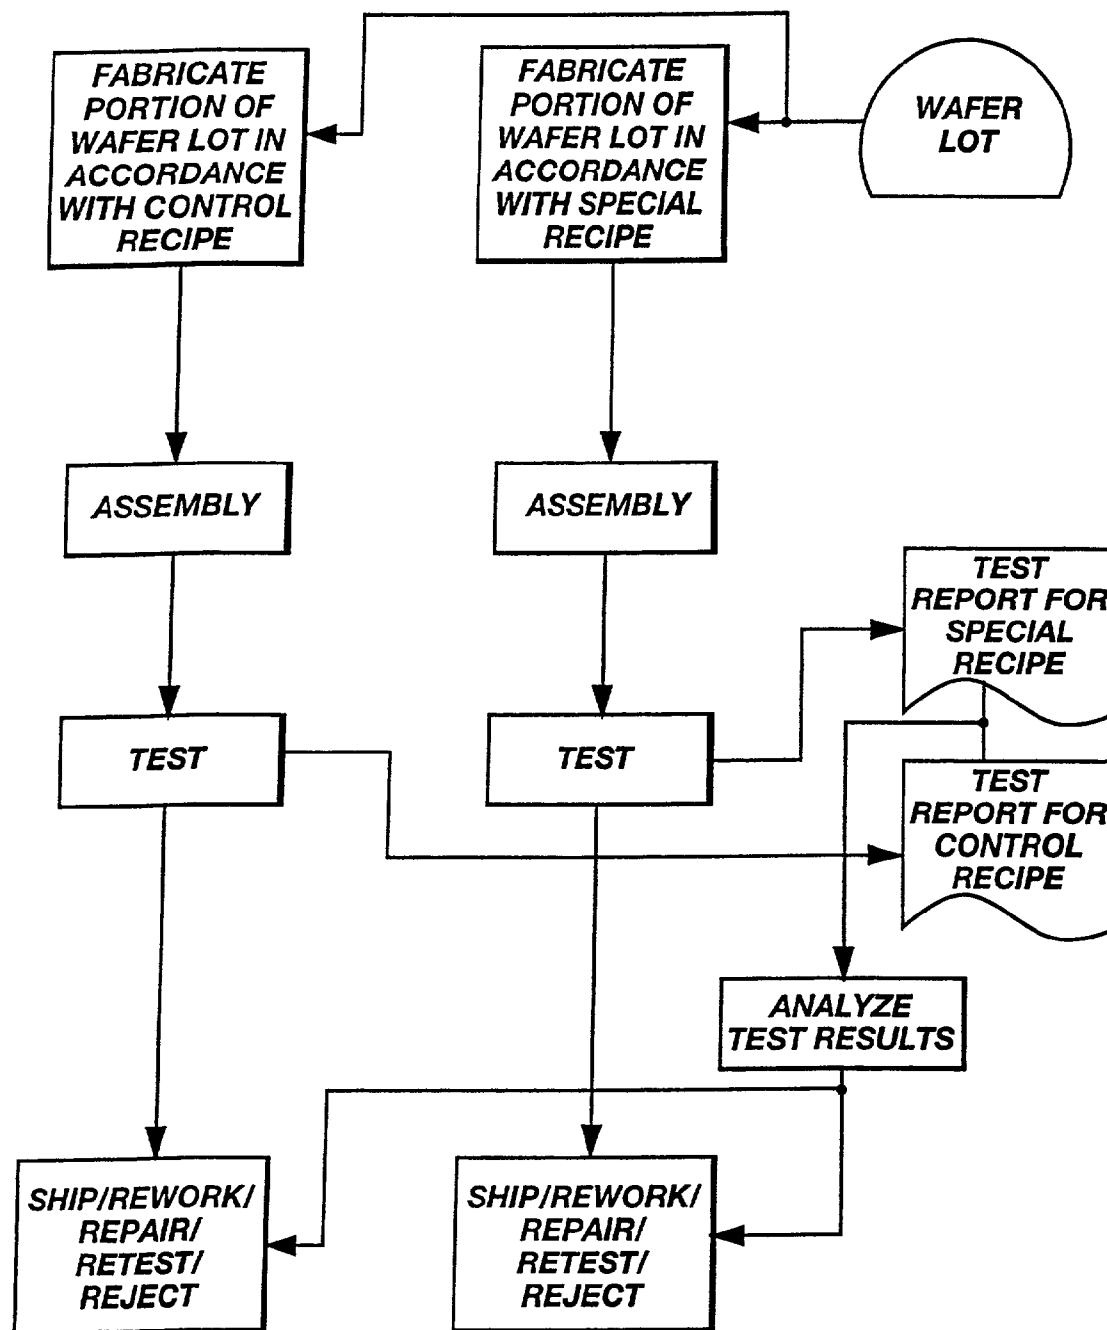 FABRICATE
PORTION OF
WAFER LOT IN
ACCORDANCE
WITH CONTROL
RECIPE
FABRICATE
PORTION OF
WAFER LOT IN
ACCORDANCE
WITH SPECIAL
RECIPE
WAFER
LOT
ASSEMBLY
ASSEMBLY
TEST
REPORT FOR
SPECIAL
RECIPE
TEST
TEST
TEST
REPORT FOR
CONTROL
RECIPE
ANALYZE
TEST RESULTS
SHIP/REWORK/
REPAIR/
RETEST/
REJECT
SHIP/REWORK/
REPAIR/
RETEST/
REJECT